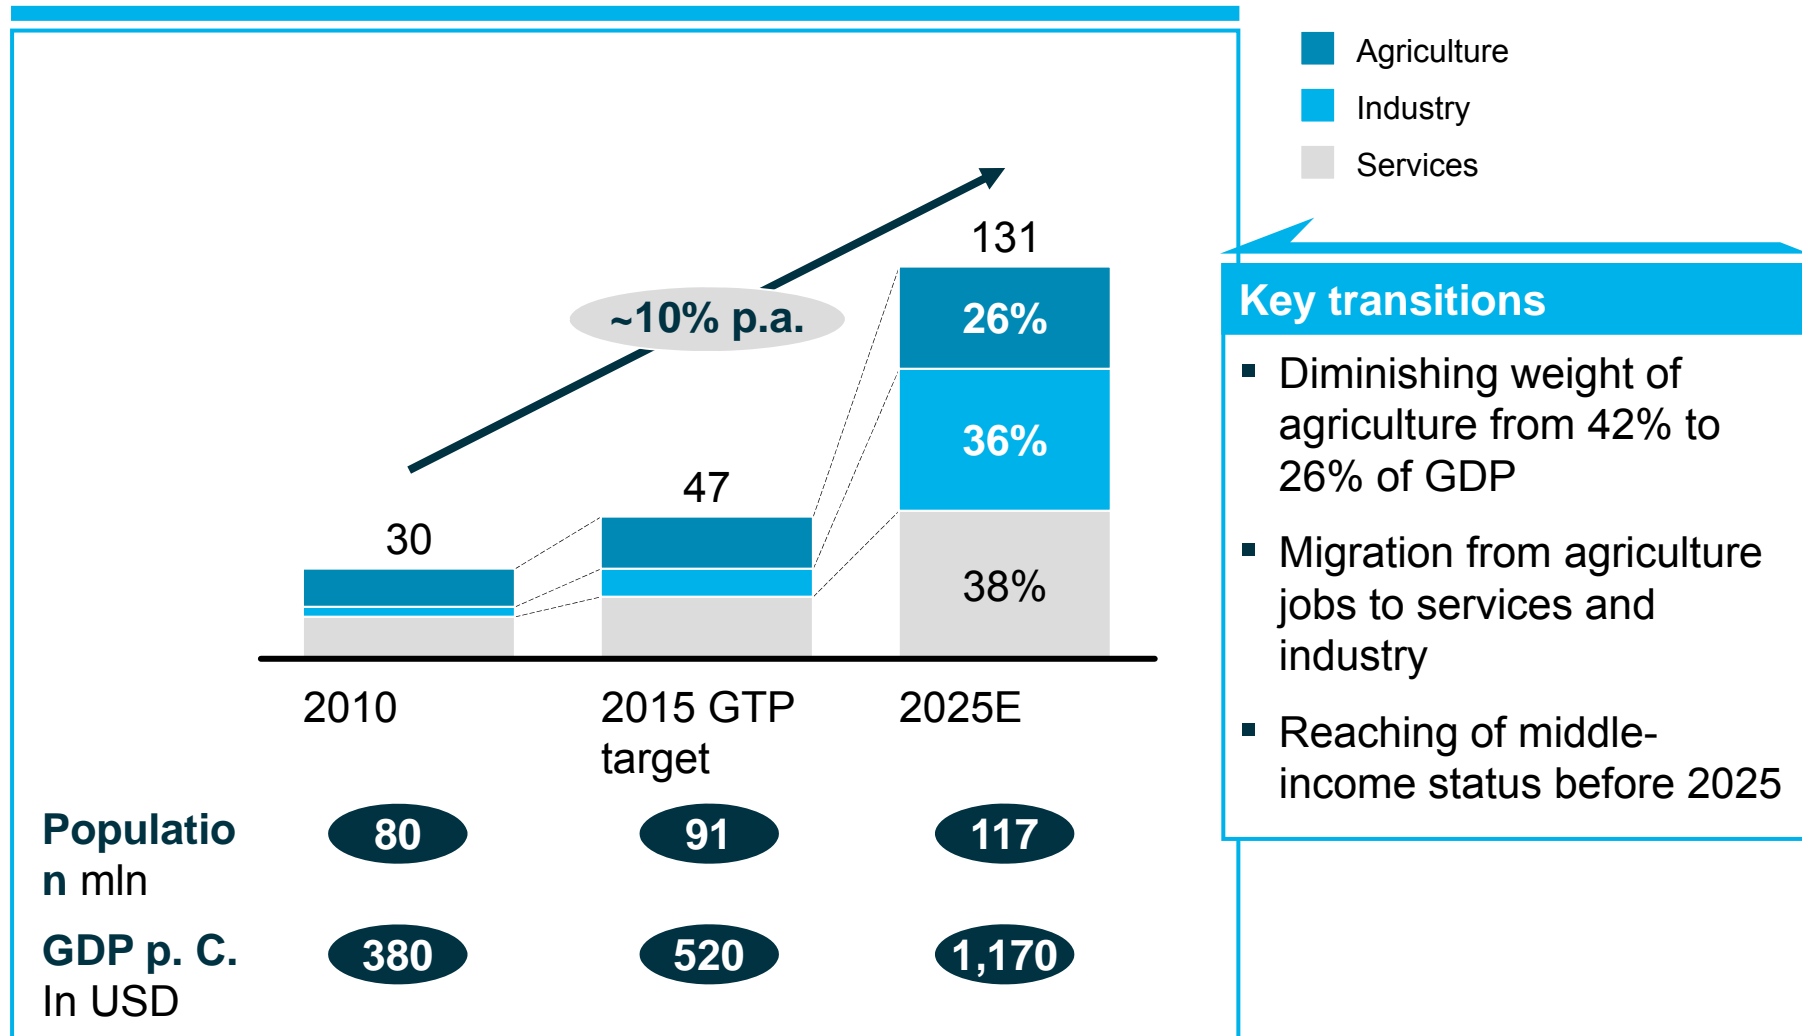 Agriculture
Industry
Services
131
~10% p.a.
26%
36%
47
30
38%
2010
2015 GTP
target
2025E
Populatio
n mln
80
91
117
GDP p. C.
In USD
380
520
1,170
Key transitions
▪ Diminishing weight of
agriculture from 42% to
26% of GDP
▪ Migration from agriculture
jobs to services and
industry
▪ Reaching of middle-
income status before 2025